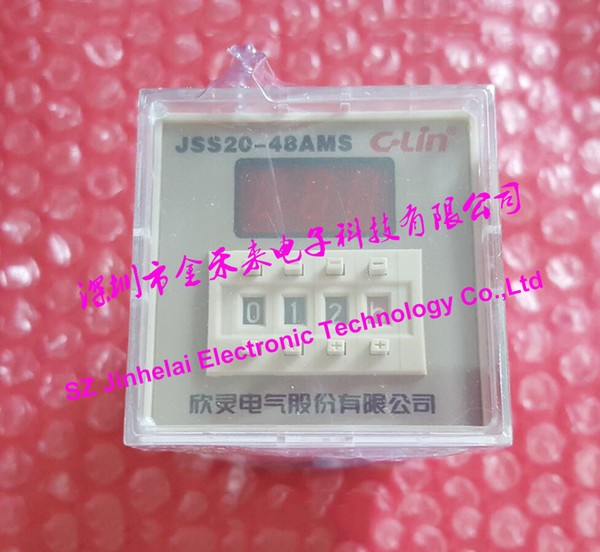 JSS20-48AMS C-Lin®
深圳市金禾来电子科技有限公司
0 1 2
SZ Jinhelai Electronic Technology Co.,Ltd
欣灵电气股份有限公司